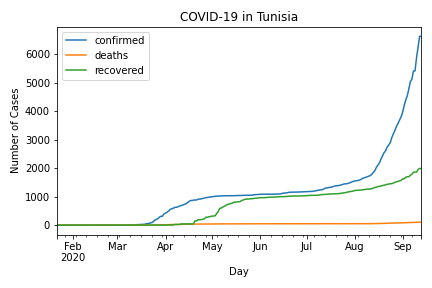 COVID-19 in Tunisia
confirmed
deaths
recovered
Number of Cases
6000
5000
4000
3000
2000
1000
0
Feb Mar Apr May Jun Jul Aug Sep
2020
Day